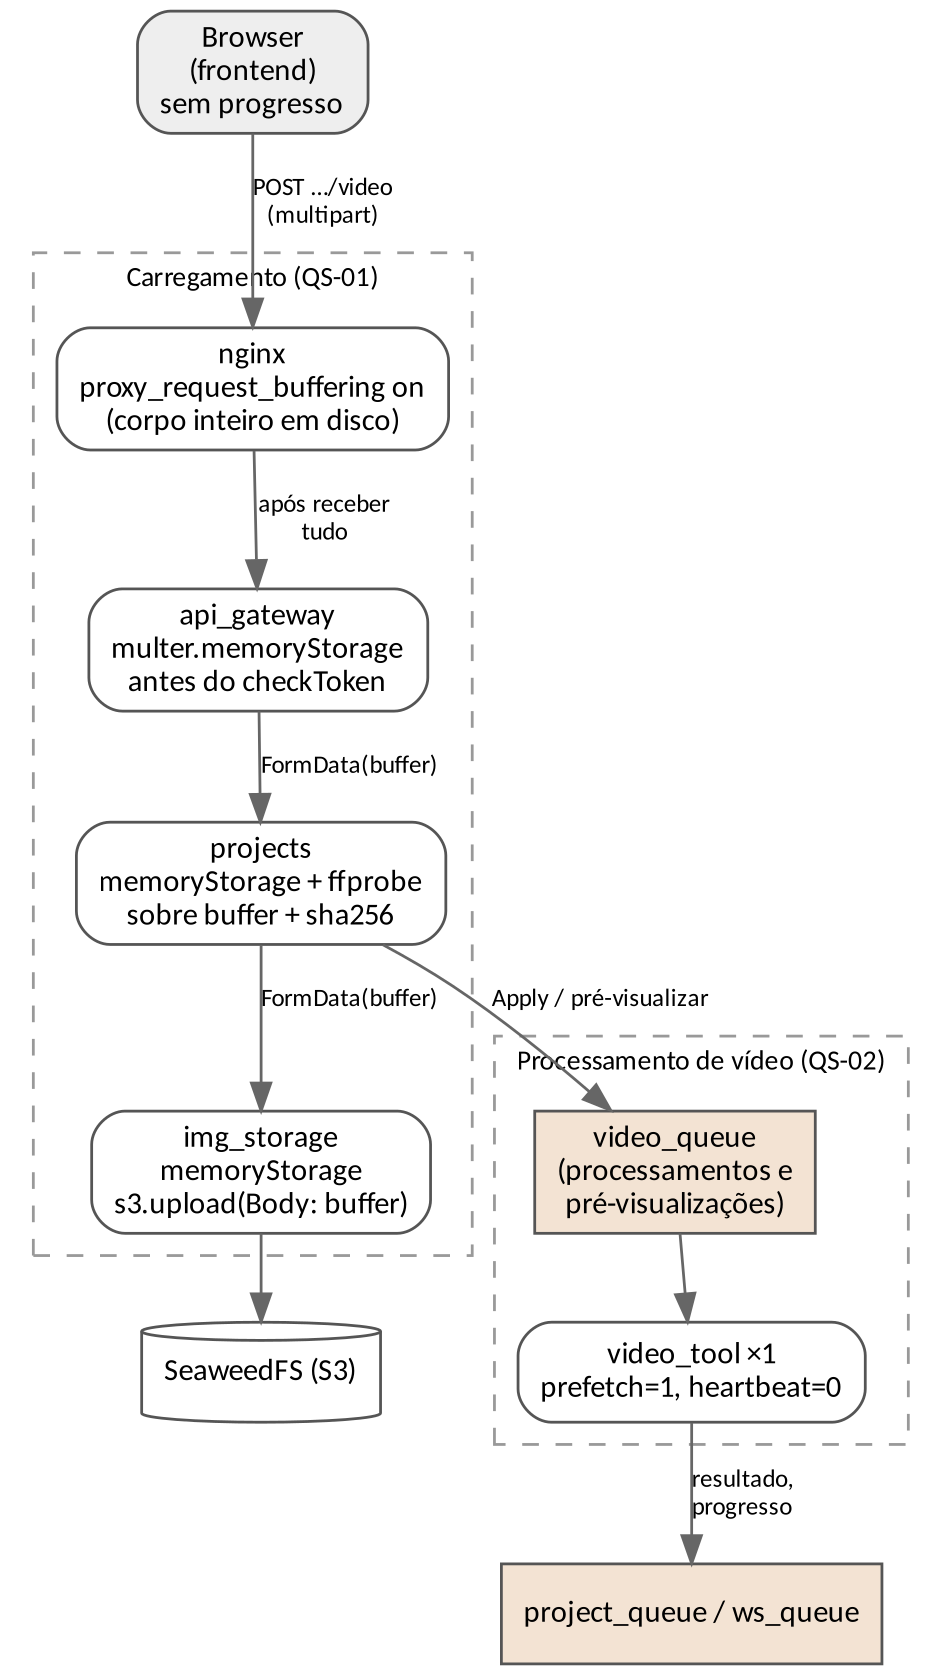 Browser
(frontend)
sem progresso
POST .../video
(multipart)
Carregamento (QS-01)
nginx
proxy_request_buffering on
(corpo inteiro em disco)
após receber
tudo
api_gateway
multer.memoryStorage
antes do checkToken
FormData(buffer)
projects
memoryStorage + ffprobe
sobre buffer + sha256
FormData(buffer)
Apply / pré-visualizar
Processamento de vídeo (QS-02)
img_storage
memoryStorage
s3.upload(Body: buffer)
video_queue
(processamentos e
pré-visualizações)
SeaweedFS (S3)
video_tool ×1
prefetch=1, heartbeat=0
resultado,
progresso
project_queue / ws_queue